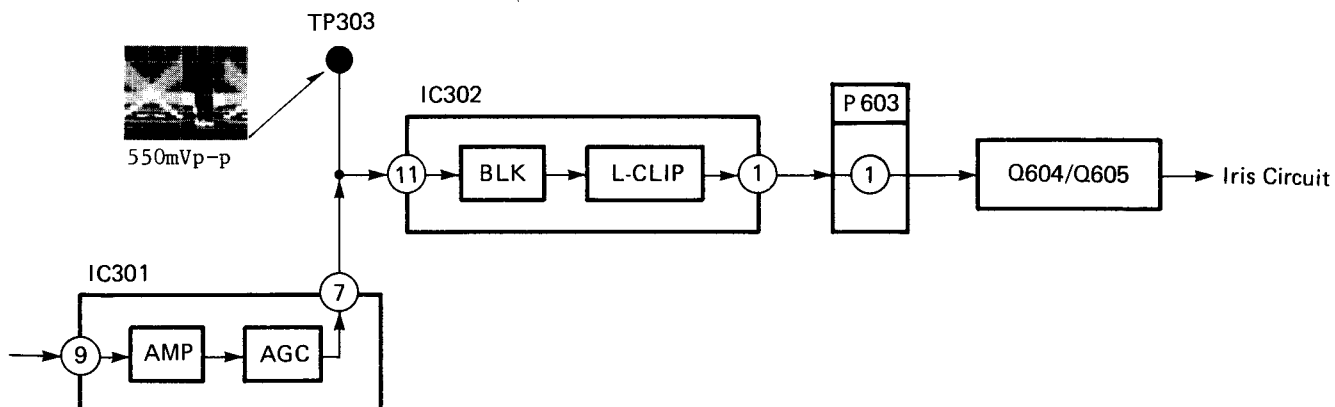 TP303
550mVp-p
IC302
11
BLK
L-CLIP
1
P603
1
Q604/Q605
Iris Circuit
IC301
7
9
AMP
AGC